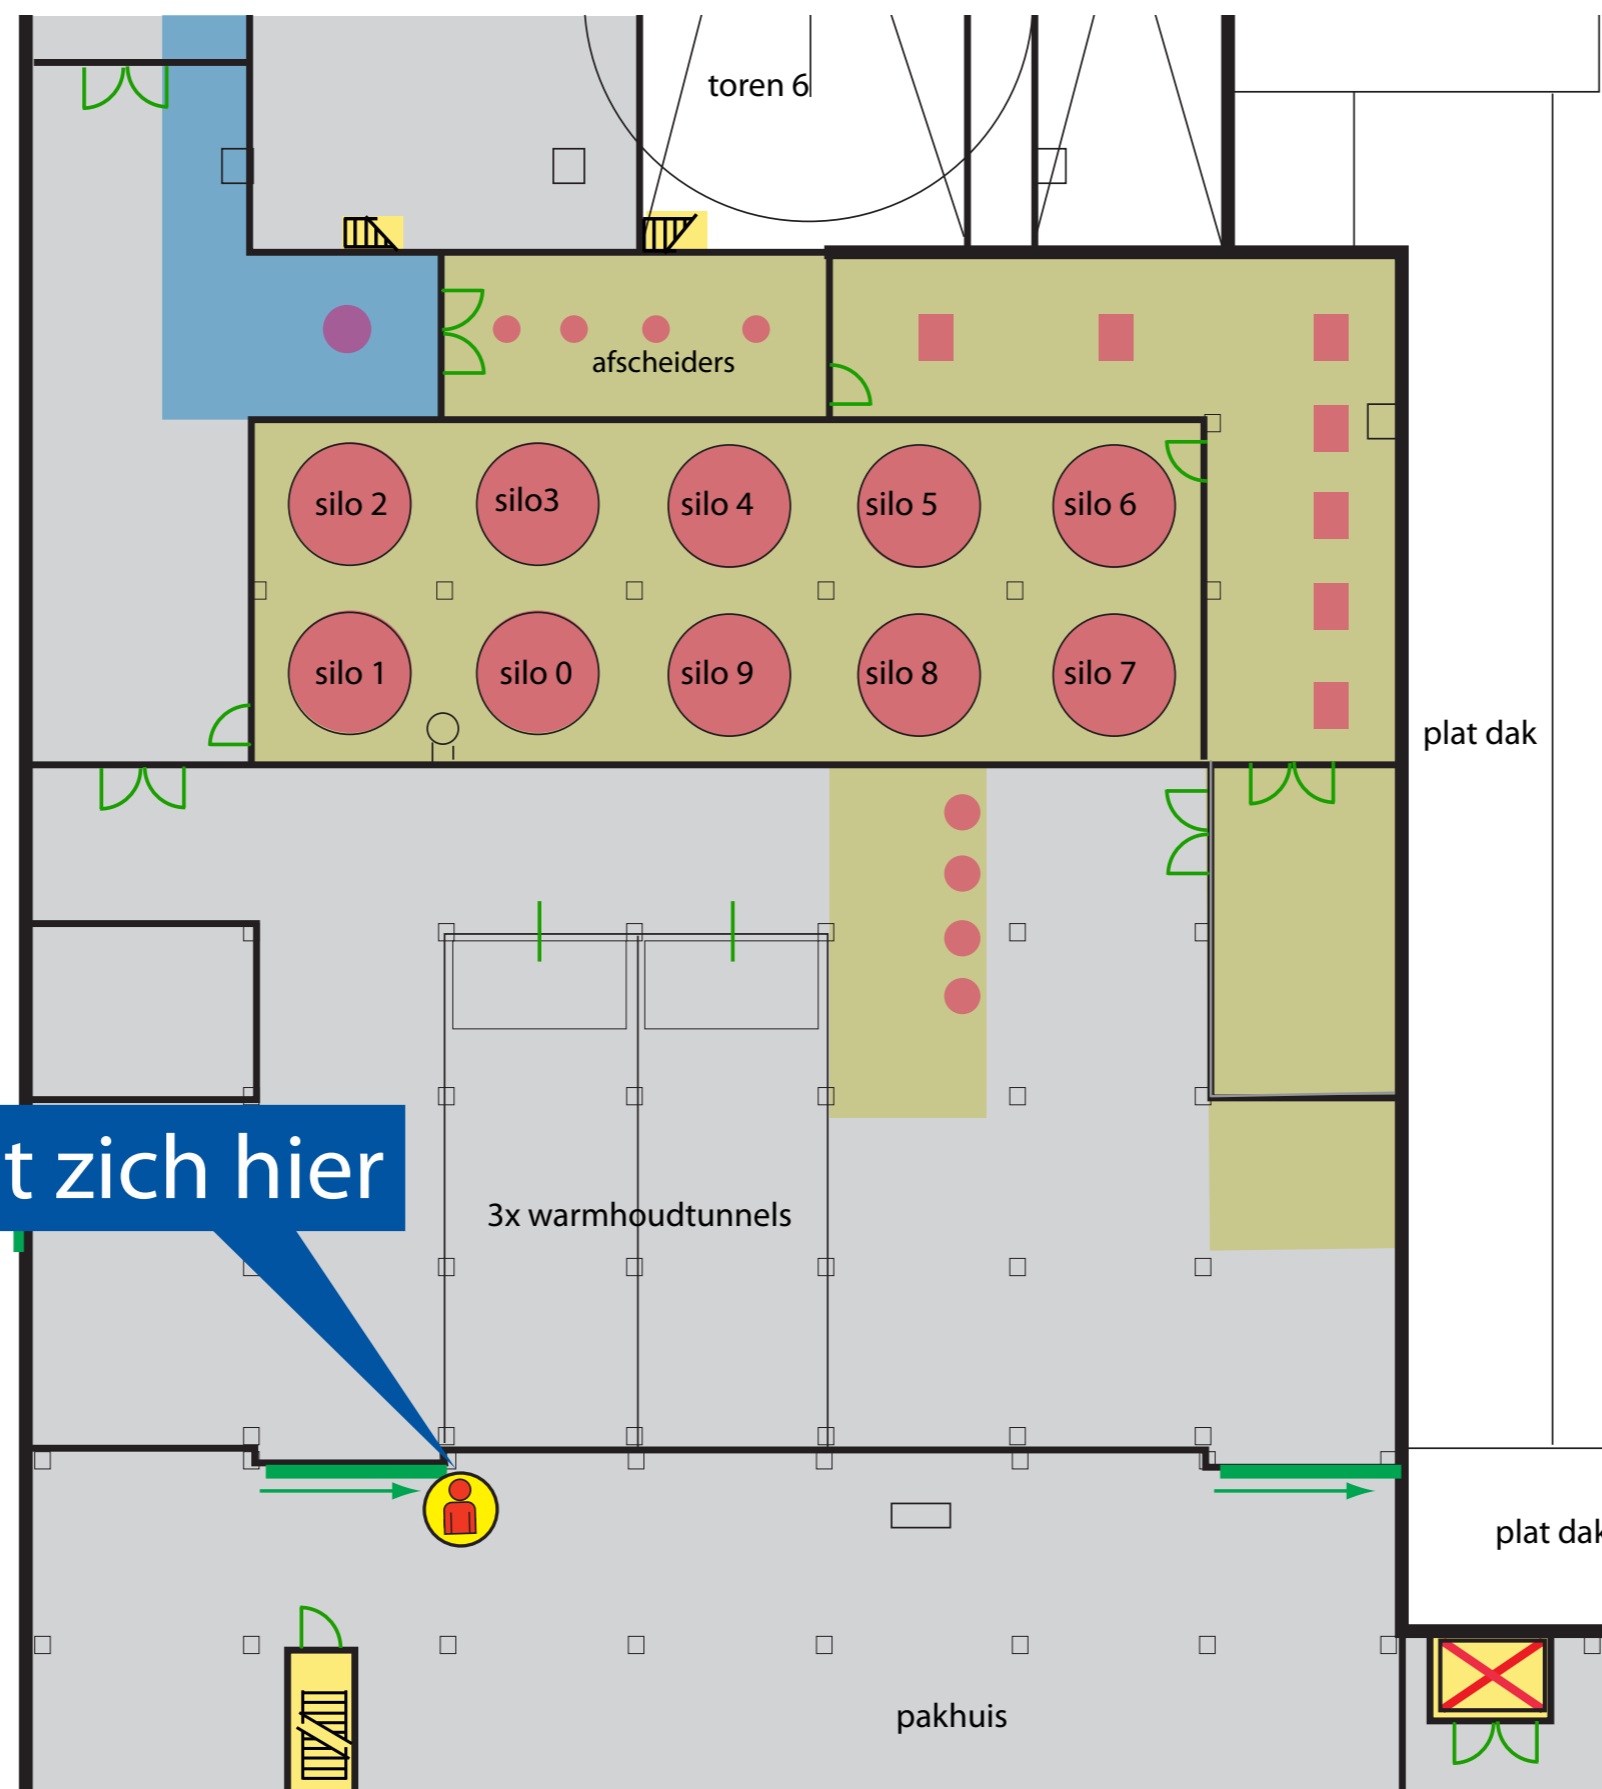 toren 6
afscheiders
silo 2
silo3
silo 4
silo 5
silo 6
silo 1
silo 0
silo 9
silo 8
silo 7
plat dak
t zich hier
3x warmhoudtunnels
plat dak
pakhuis